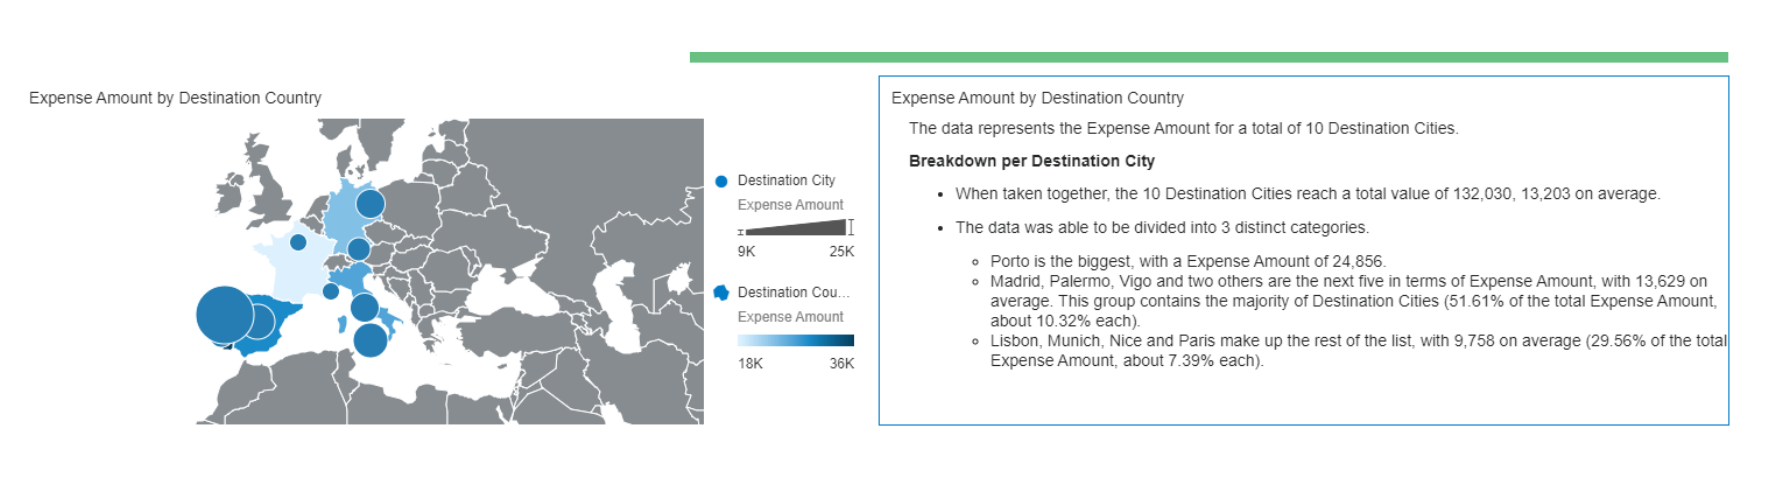 Expense Amount by Destination Country
Destination City
Expense Amount
9K 25K
Destination Cou...
Expense Amount
18K 36K
Expense Amount by Destination Country
The data represents the Expense Amount for a total of 10 Destination Cities.
Breakdown per Destination City
• When taken together, the 10 Destination Cities reach a total value of 132,030, 13,203 on average.
• The data was able to be divided into 3 distinct categories.
◦ Porto is the biggest, with a Expense Amount of 24,856.
◦ Madrid, Palermo, Vigo and two others are the next five in terms of Expense Amount, with 13,629 on
average. This group contains the majority of Destination Cities (51.61% of the total Expense Amount,
about 10.32% each).
◦ Lisbon, Munich, Nice and Paris make up the rest of the list, with 9,758 on average (29.56% of the total
Expense Amount, about 7.39% each).